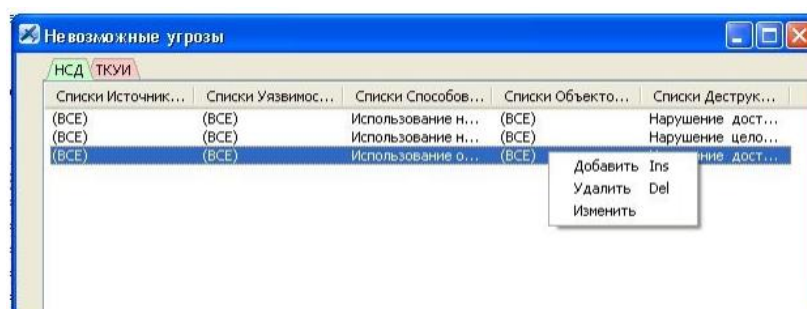 Невозможные угрозы
НСД ТКУИ
Списки Источник... Списки Уязвимос... Списки Способов... Списки Объекто... Списки Деструк...
(ВСЕ) (ВСЕ) Использование н... (ВСЕ) Нарушение дост...
(ВСЕ) (ВСЕ) Использование н... (ВСЕ) Нарушение цело...
(ВСЕ) (ВСЕ) Использование о... (ВСЕ) ние дост...
Добавить Ins
Удалить Del
Изменить